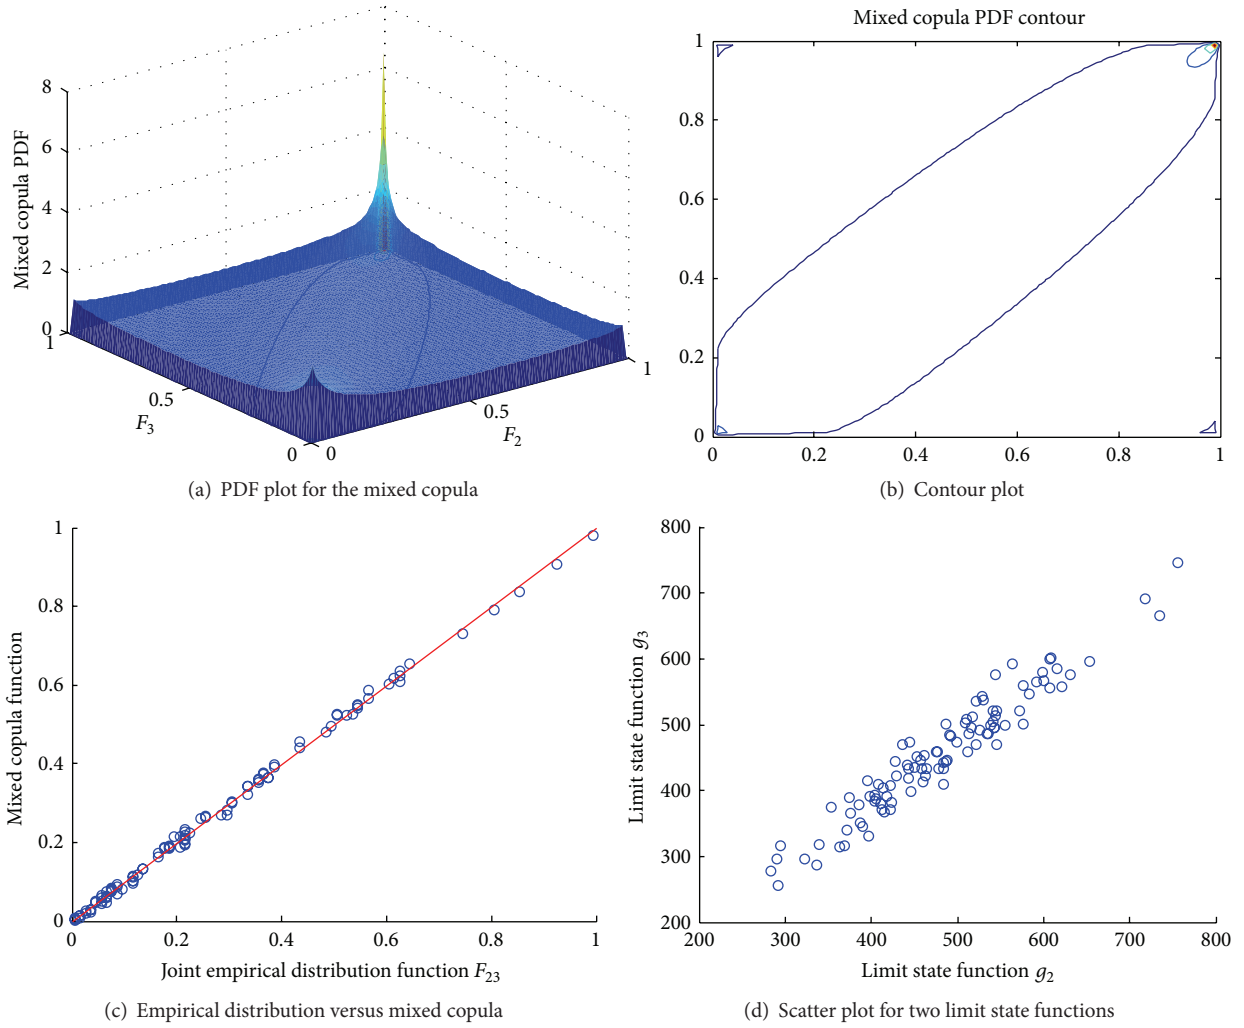 8
6
4
2
0
Mixed copula PDF
1
0.5
0
F3
0
0.5
1
F2
(a) PDF plot for the mixed copula
Mixed copula PDF contour
1
0.8
0.6
0.4
0.2
0
0 0.2 0.4 0.6 0.8 1
(b) Contour plot
1
0.8
0.6
0.4
0.2
0
Mixed copula function
0 0.2 0.4 0.6 0.8 1
Joint empirical distribution function F23
(c) Empirical distribution versus mixed copula
800
700
600
500
400
300
200
Limit state function g3
200 300 400 500 600 700 800
Limit state function g2
(d) Scatter plot for two limit state functions